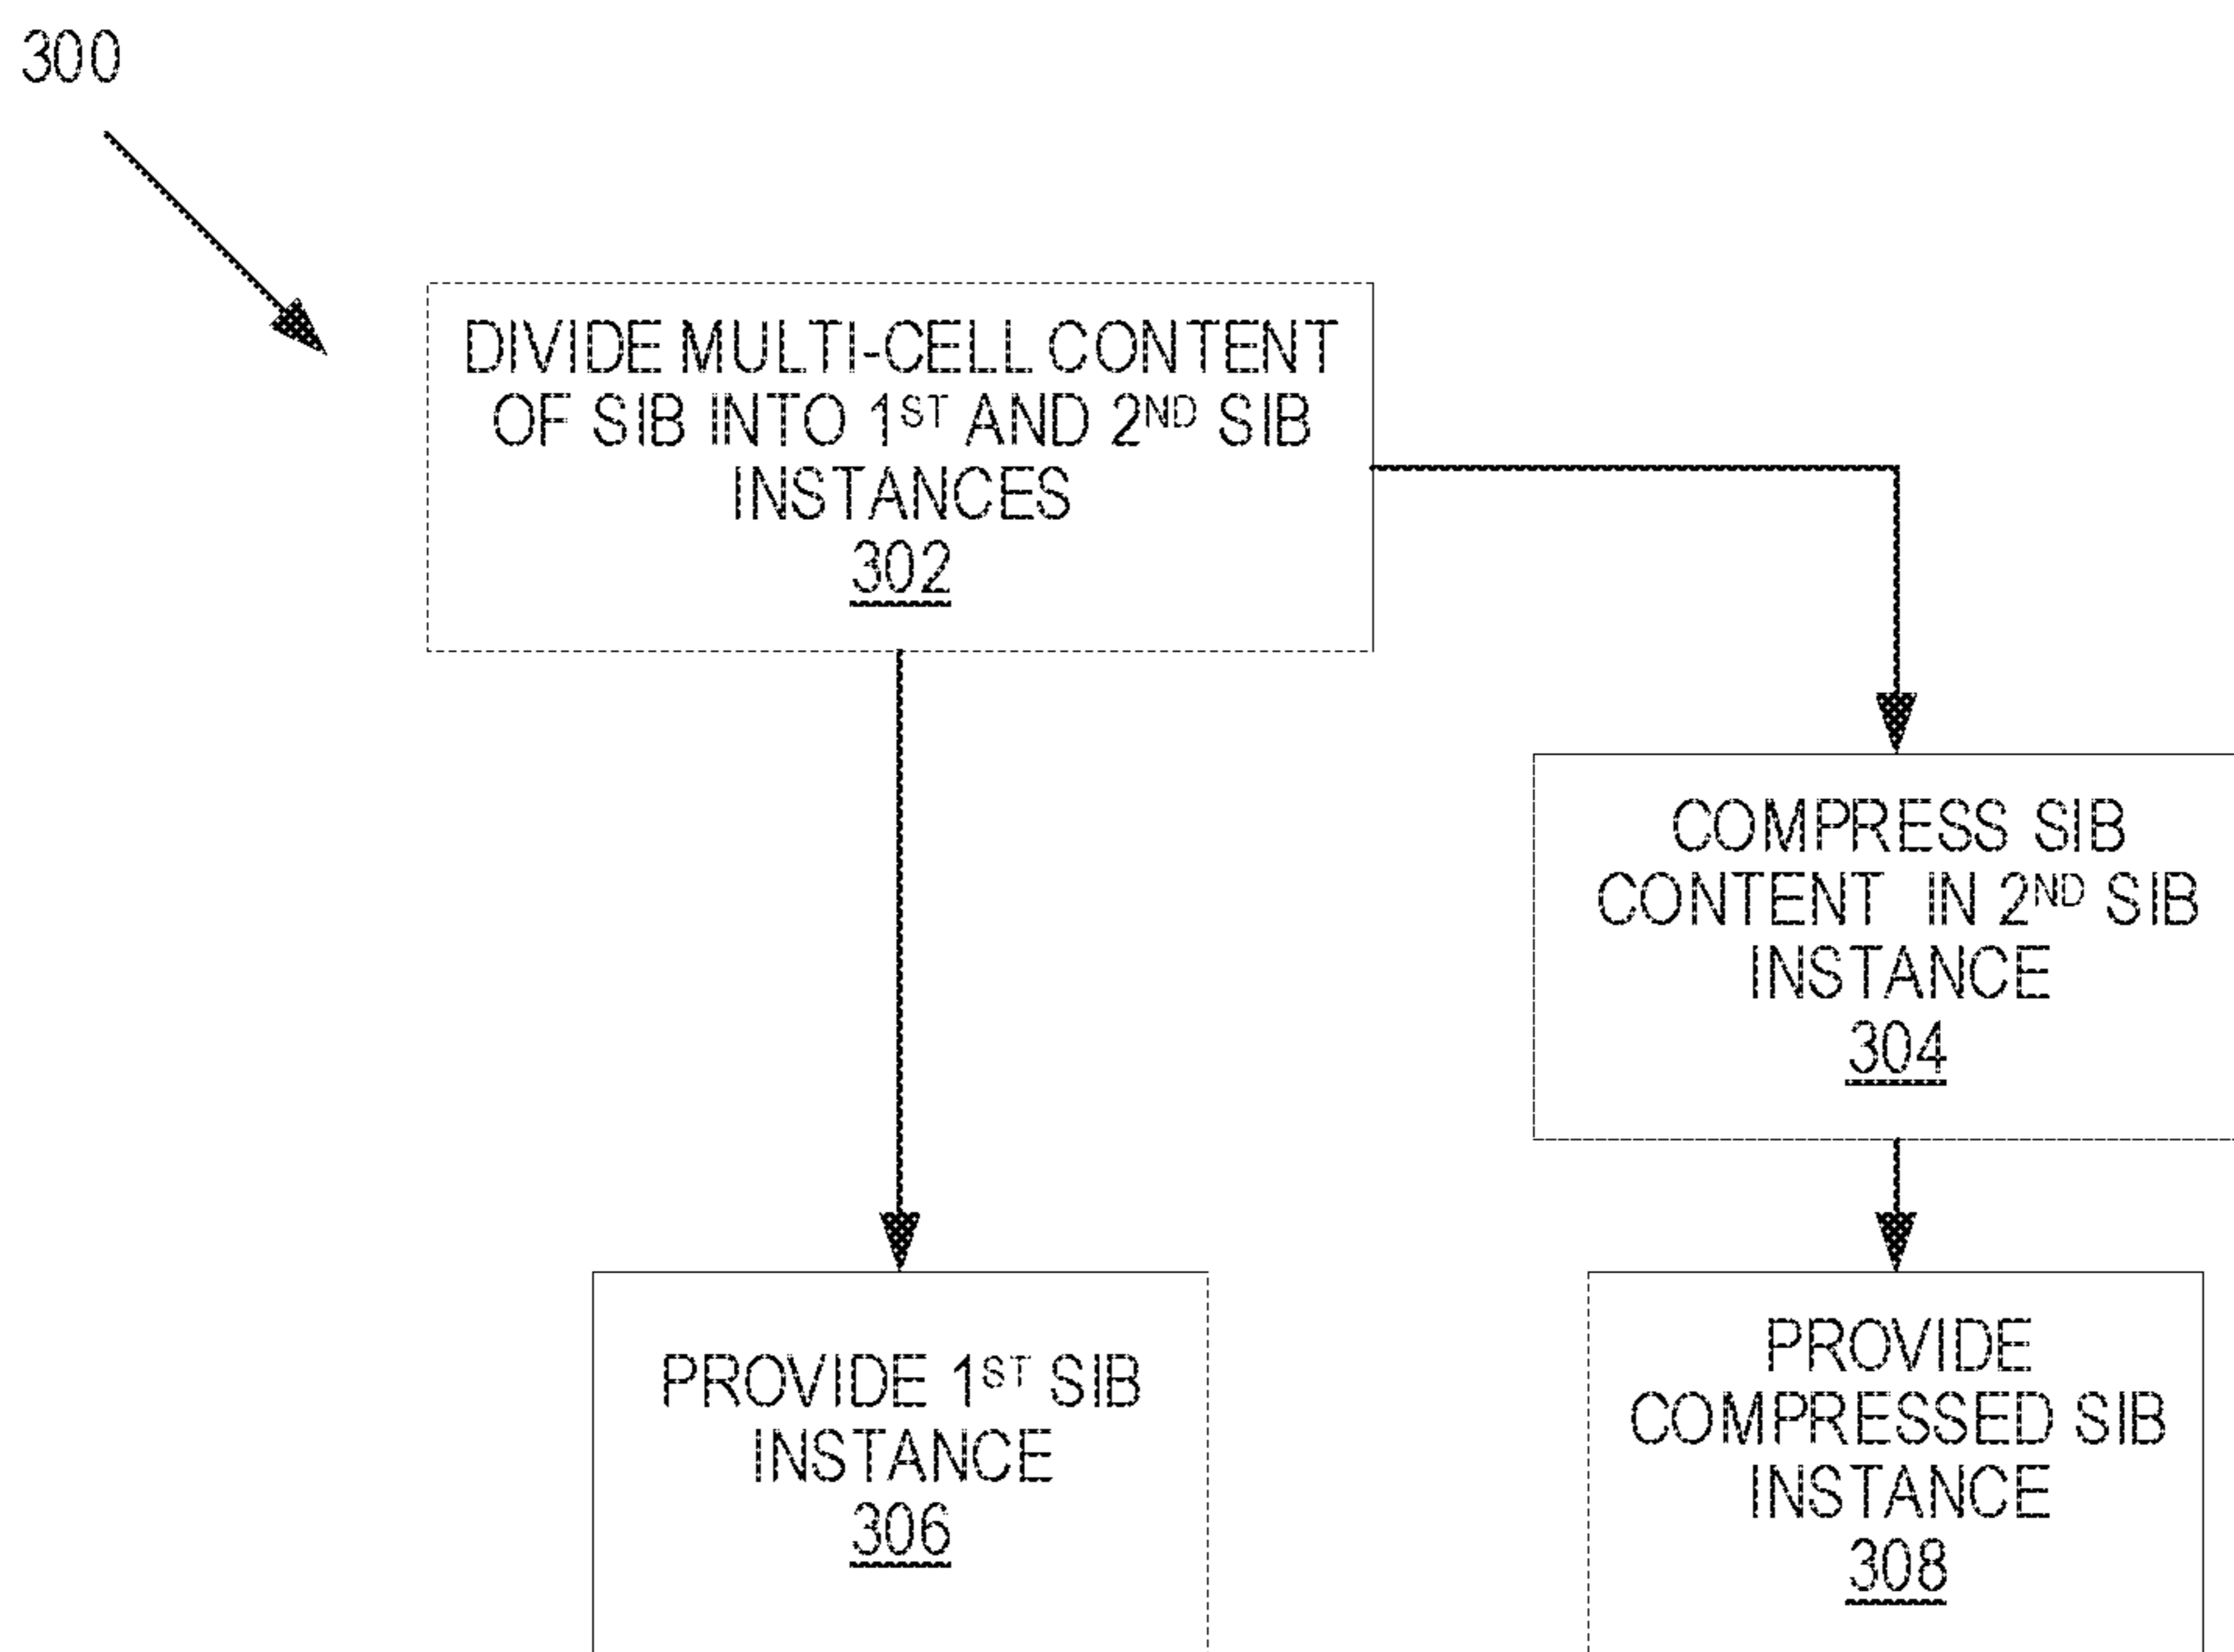 300
DIVIDE MULTI-CELL CONTENT
OF SIB INTO 1ST AND 2ND SIB
INSTANCES
302
COMPRESS SIB
CONTENT IN 2ND SIB
INSTANCE
304
PROVIDE 1ST SIB
INSTANCE
306
PROVIDE
COMPRESSED SIB
INSTANCE
308